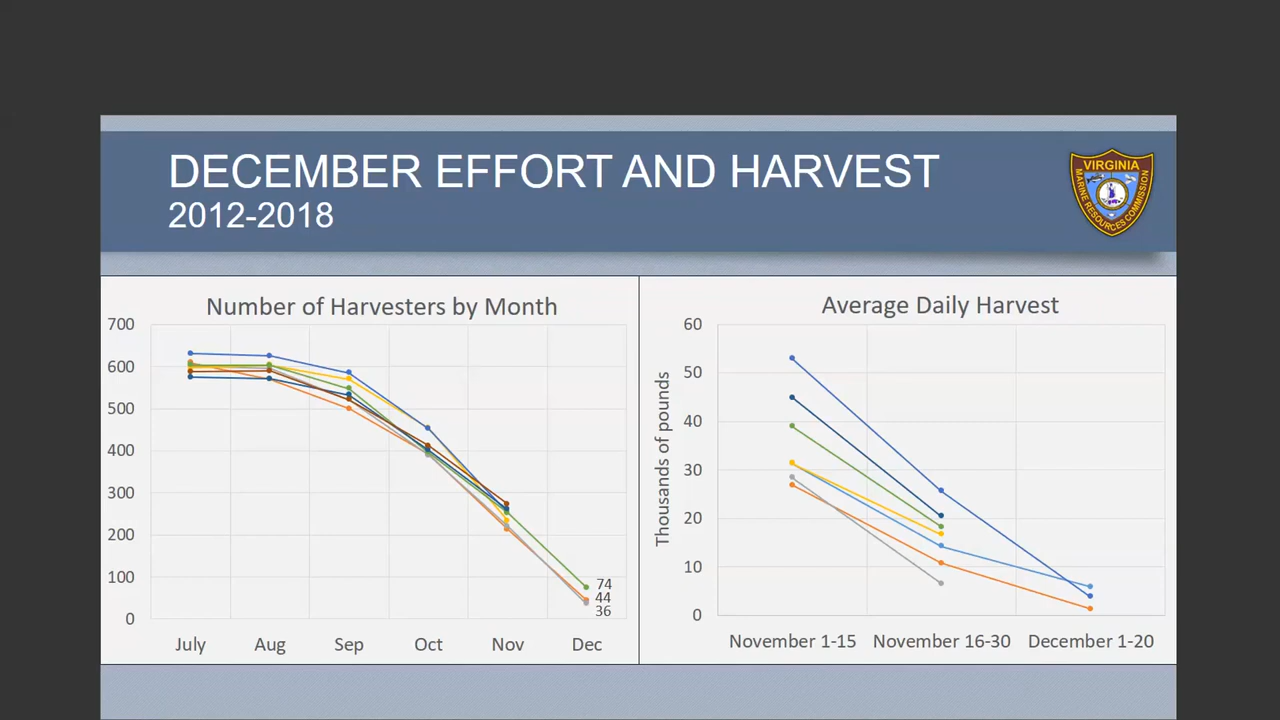 DECEMBER EFFORT AND HARVEST
2012-2018
VIRGINIA
MARINE RESOURCES COMMISSION
Number of Harvesters by Month
700
600
500
400
300
200
100
0
74
44
36
July Aug Sep Oct Nov Dec
Average Daily Harvest
Thousands of pounds
60
50
40
30
20
10
0
November 1-15 November 16-30 December 1-20